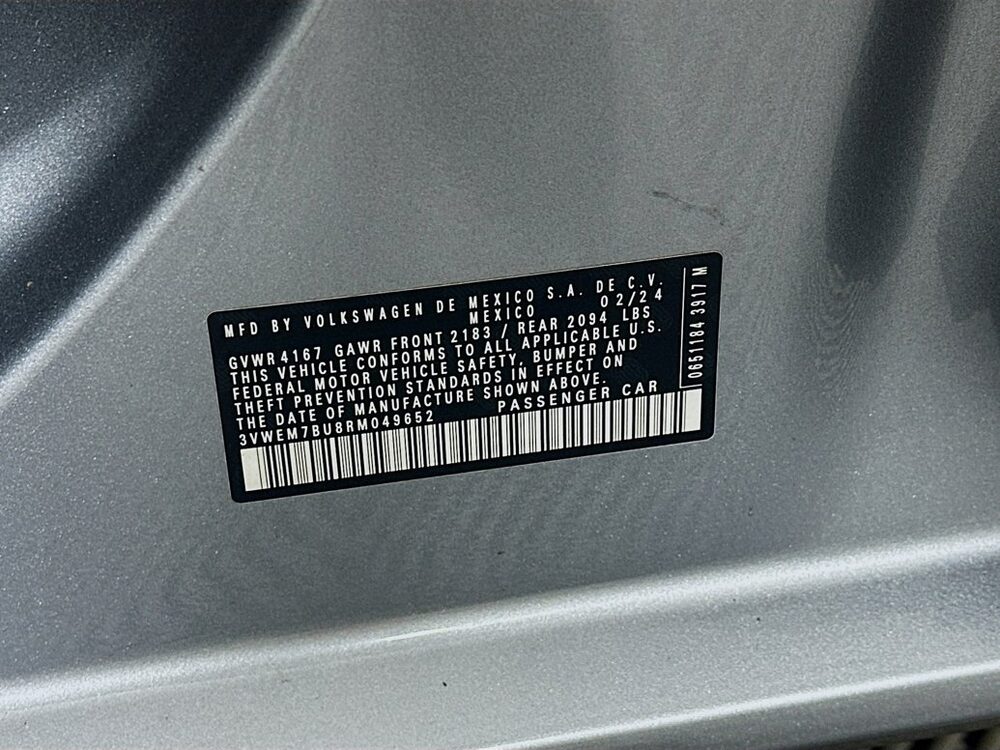 MFD BY VOLKSWAGEN DE MEXICO S.A. DE C.V.
MEXICO 02/24
GVWR 4167 GAWR FRONT 2183 / REAR 2094 LBS
THIS VEHICLE CONFORMS TO ALL APPLICABLE U.S.
FEDERAL MOTOR VEHICLE SAFETY, BUMPER AND
THEFT PREVENTION STANDARDS IN EFFECT ON
THE DATE OF MANUFACTURE SHOWN ABOVE.
3VWEM7BU8RM049652 PASSENGER CAR
0651184 3917 M